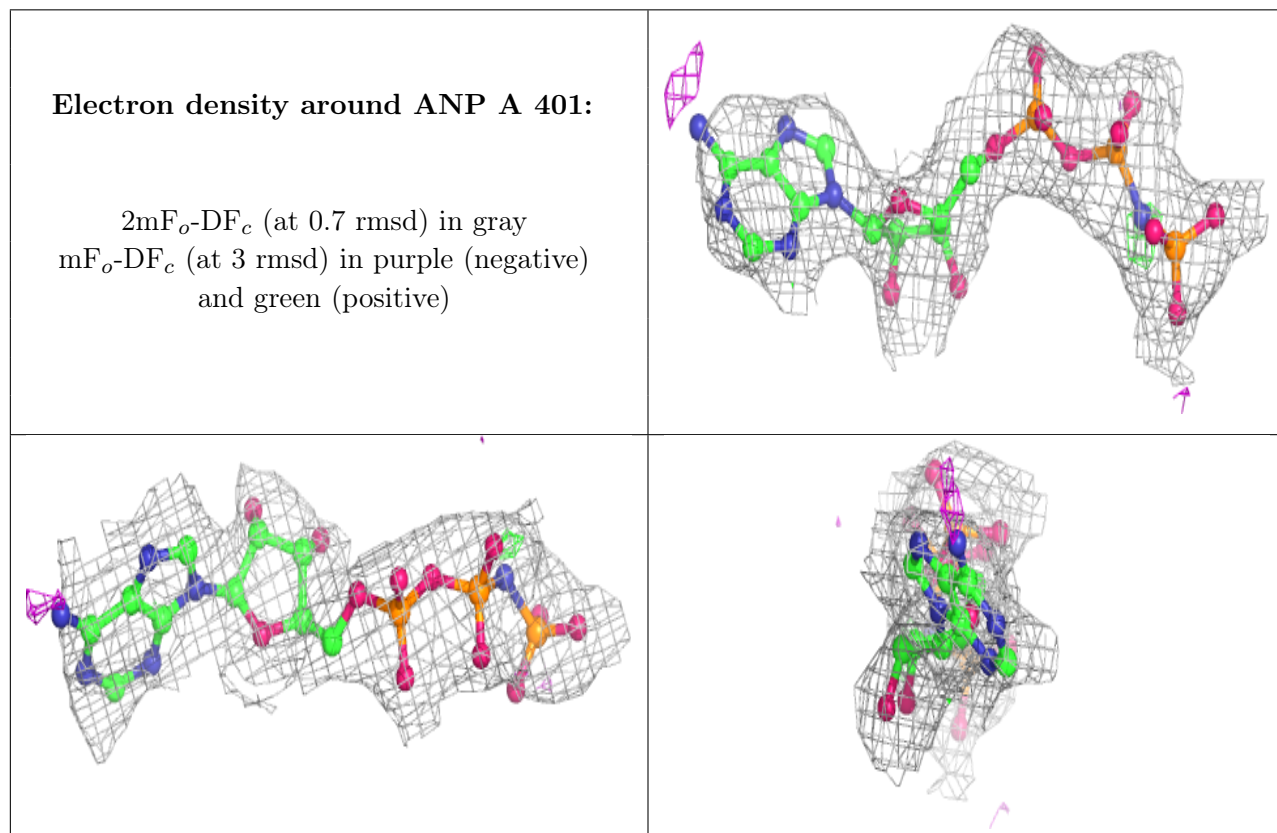 Electron density around ANP A 401:
2mFₒ-DF𝒸 (at 0.7 rmsd) in gray
mFₒ-DF𝒸 (at 3 rmsd) in purple (negative)
and green (positive)